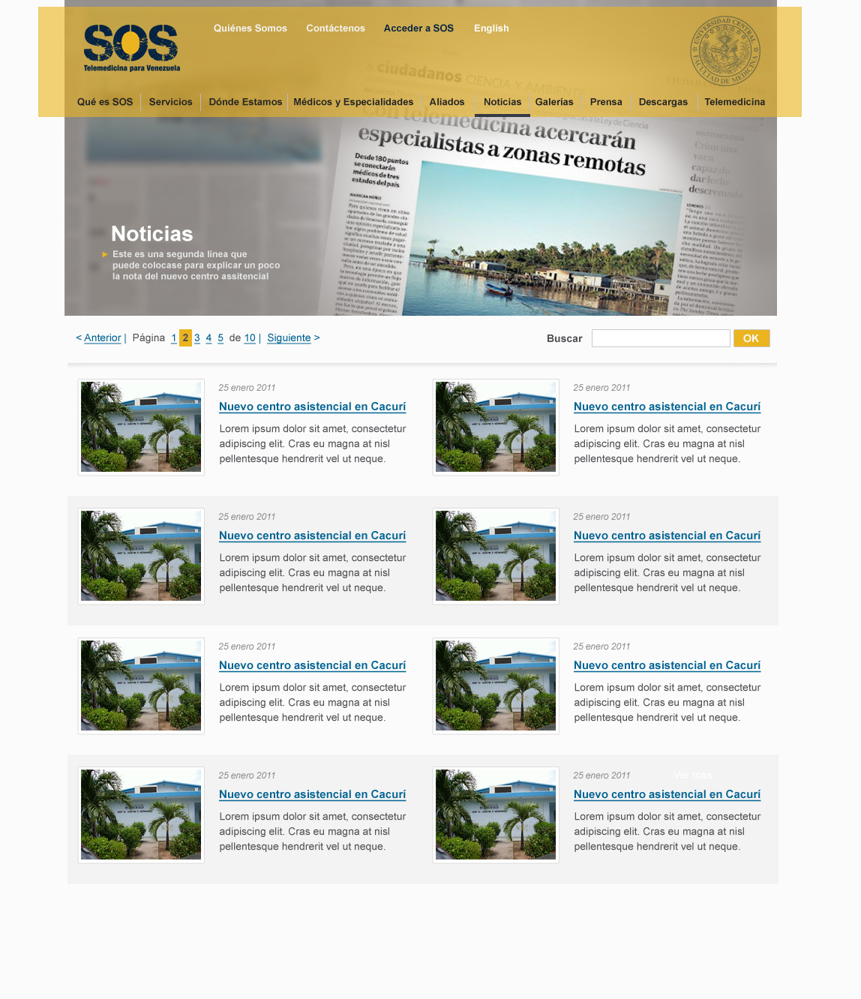 Quiénes Somos Contáctenos Acceder a SOS English
SOS
Telemedicina para Venezuela
UNIVERSIDAD CENTRAL
FACULTAD DE MEDICINA
Qué es SOS Servicios Dónde Estamos Médicos y Especialidades Aliados Noticias Galerías Prensa Descargas Telemedicina
ciudadanos CIENCIA Y AMBIENTE
Con telemedicina acercarán
especialistas a zonas remotas
Desde 180 puntos
se conectarán
médicos de tres
estados del país
BIOTECNOLOGÍA
Crían una
vaca
capaz de
dar leche
descremada
Noticias
Este es una segunda línea que
puede colocase para explicar un poco
la nota del nuevo centro assitencial
< Anterior | Página 1 2 3 4 5 de 10 | Siguiente >
Buscar OK
25 enero 2011
Nuevo centro asistencial en Cacurí
Lorem ipsum dolor sit amet, consectetur
adipiscing elit. Cras eu magna at nisl
pellentesque hendrerit vel ut neque.
25 enero 2011
Nuevo centro asistencial en Cacurí
Lorem ipsum dolor sit amet, consectetur
adipiscing elit. Cras eu magna at nisl
pellentesque hendrerit vel ut neque.
25 enero 2011
Nuevo centro asistencial en Cacurí
Lorem ipsum dolor sit amet, consectetur
adipiscing elit. Cras eu magna at nisl
pellentesque hendrerit vel ut neque.
25 enero 2011
Nuevo centro asistencial en Cacurí
Lorem ipsum dolor sit amet, consectetur
adipiscing elit. Cras eu magna at nisl
pellentesque hendrerit vel ut neque.
25 enero 2011
Nuevo centro asistencial en Cacurí
Lorem ipsum dolor sit amet, consectetur
adipiscing elit. Cras eu magna at nisl
pellentesque hendrerit vel ut neque.
25 enero 2011
Nuevo centro asistencial en Cacurí
Lorem ipsum dolor sit amet, consectetur
adipiscing elit. Cras eu magna at nisl
pellentesque hendrerit vel ut neque.
25 enero 2011
Nuevo centro asistencial en Cacurí
Lorem ipsum dolor sit amet, consectetur
adipiscing elit. Cras eu magna at nisl
pellentesque hendrerit vel ut neque.
25 enero 2011
Ver más
Nuevo centro asistencial en Cacurí
Lorem ipsum dolor sit amet, consectetur
adipiscing elit. Cras eu magna at nisl
pellentesque hendrerit vel ut neque.